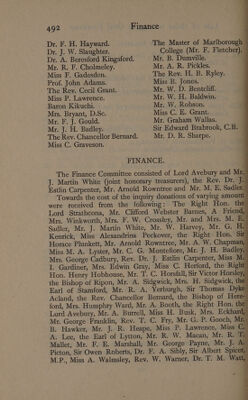 492 Finance
Dr. F. H. Hayward.
Dr. J. W. Slaughter.
Dr. A. Beresford Kingsford.
Mr. R. F. Cholmeley.
Miss F. Gadesden.
Prof. John Adams.
The Rev. Cecil Grant.
Miss P. Lawrence.
Baron Kikuchi.
Mrs. Bryant, D.Sc.
Mr. F. J. Gould.
Mr. J. H. Badley.
The Rev. Chancellor Bernard.
Miss C. Graveson.
The Master of Marlborough
College (Mr. F. Fletcher).
Mr. B. Dumville.
Mr. A. R. Pickles.
The Rev. H. B. Ryley.
Miss B. Jones.
Mr. W. D. Bentliff.
Mr. W. H. Baldwin.
Mr. W. Robson.
Miss C. E. Grant.
Mr. Graham Wallas.
Sir Edward Brabrook, C.B.
Mr. D. R. Sharpe.
FINANCE.
The Finance Committee consisted of Lord Avebury and Mr.
J. Martin White (joint honorary treasurers), the Rev. Dr. J.
Estlin Carpenter, Mr. Arnold Rowntree and Mr. M. E. Sadler.
Towards the cost of the inquiry donations of varying amount
were received from the following: The Right Hon. the
Lord Strathcona, Mr. Clifford Webster Barnes, A Friend,
Mrs. Winkworth, Mrs. F. W. Crossley, Mr. and Mrs. M. E.
Sadler, Mr. J. Martin White, Mr. W. Harvey, Mr. G. H.
Kenrick, Miss Alexandrina Peckover, the Right Hon. Sir
Horace Plunkett, Mr. Arnold Rowntree, Mr. A. W. Chapman,
Miss M. A. Lyster, Mr. C. G. Montefiore, Mr. J. H. Badley,
Mrs. George Cadbury, Rev. Dr. J. Estlin Carpenter, Miss M.
I. Gardiner, Mrs. Edwyn Gray, Miss C. Herford, the Right
Hon. Henry Hobhouse, Mr. T. C. Horsfall, Sir Victor Horsley,
the Bishop of Ripon, Mr. A. Sidgwick, Mrs. H. Sidgwick, the
Earl of Stamford, Mr. R. A. Yerburgh, Sir Thomas Dyke
Acland, the Rev. Chancellor Bernard, the Bishop of Here-
ford, Mrs. Humphry Ward, Mr. A. Booth, the Right Hon. the
Lord Avebury, Mr. A. Burrell, Miss H. Busk, Mrs. Eckhard,
Mr. George Franklin, Rev. T. C. Fry, Mr. G. P. Gooch, Mr.
B. Hawker, Mr. J. R. Heape, Miss P. Lawrence, Miss C.
A. Lee, the Earl of Lytton, Mr. R. W. Macan, Mr. R. T.
Mallet, Mr. F. E. Marshall, Mr. George Payne, Mr. J. A.
Picton, Sir Owen Roberts, Dr. F. A. Sibly, Sir Albert Spicer,
M.P., Miss A. Walmsley, Rev. W. Warner, Dr. T. M. Watt,